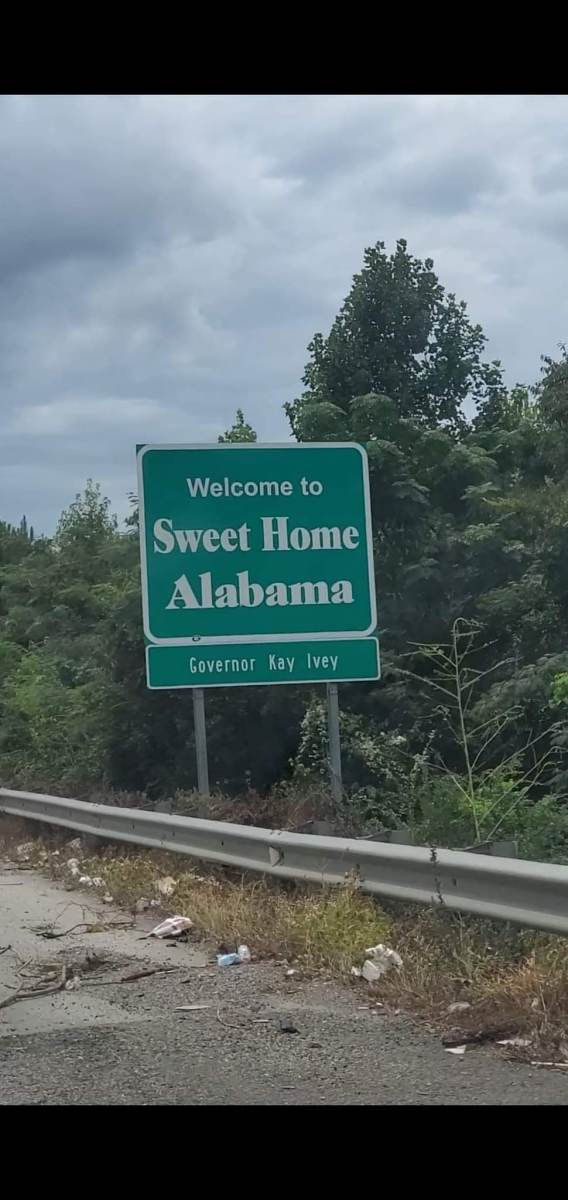 Welcome to
Sweet Home
Alabama
Governor Kay Ivey